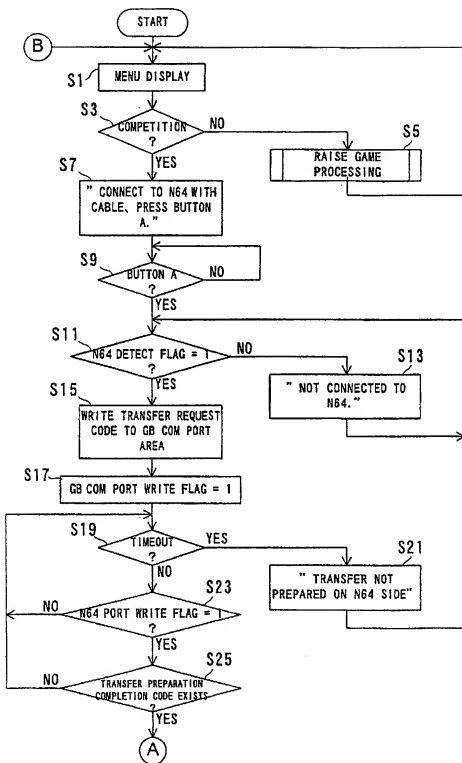 START
B
S1
MENU DISPLAY
S3
COMPETITION
?
NO
YES
S5
RAISE GAME
PROCESSING
S7
" CONNECT TO N64 WITH
CABLE、PRESS BUTTON
A."
S9
BUTTON A
?
NO
YES
S11
N64 DETECT FLAG = 1
?
NO
YES
S13
" NOT CONNECTED TO
N64."
S15
WRITE TRANSFER REQUEST
CODE TO GB COM PORT
AREA
S17
GB COM PORT WRITE FLAG = 1
S19
TIMEOUT
?
YES
NO
S21
" TRANSFER NOT
PREPARED ON N64 SIDE"
S23
N64 PORT WRITE FLAG = 1
?
NO
YES
S25
TRANSFER PREPARATION
COMPLETION CODE EXISTS
?
NO
YES
A